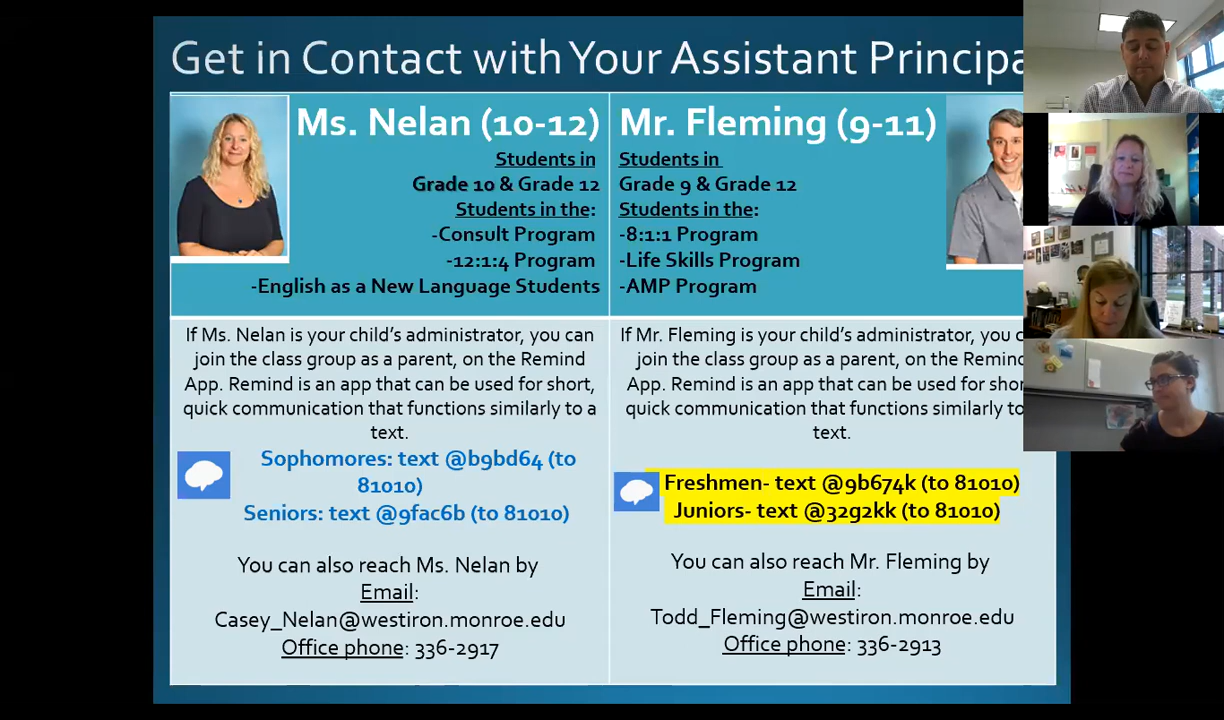 Get in Contact with Your Assistant Principa
Ms. Nelan (10-12)
Students in
Grade 10 & Grade 12
Students in the:
-Consult Program
-12:1:4 Program
-English as a New Language Students
Mr. Fleming (9-11)
Students in
Grade 9 & Grade 12
Students in the:
-8:1:1 Program
-Life Skills Program
-AMP Program
If Ms. Nelan is your child's administrator, you can
join the class group as a parent, on the Remind
App. Remind is an app that can be used for short,
quick communication that functions similarly to a
text.
Sophomores: text @b9bd64 (to
81010)
Seniors: text @9fac6b (to 81010)
You can also reach Ms. Nelan by
Email:
Casey_Nelan@westiron.monroe.edu
Office phone: 336-2917
If Mr. Fleming is your child's administrator, you c
join the class group as a parent, on the Remind
App. Remind is an app that can be used for shor
quick communication that functions similarly to
text.
Freshmen- text @9b674k (to 81010)
Juniors- text @32g2kk (to 81010)
You can also reach Mr. Fleming by
Email:
Todd_Fleming@westiron.monroe.edu
Office phone: 336-2913